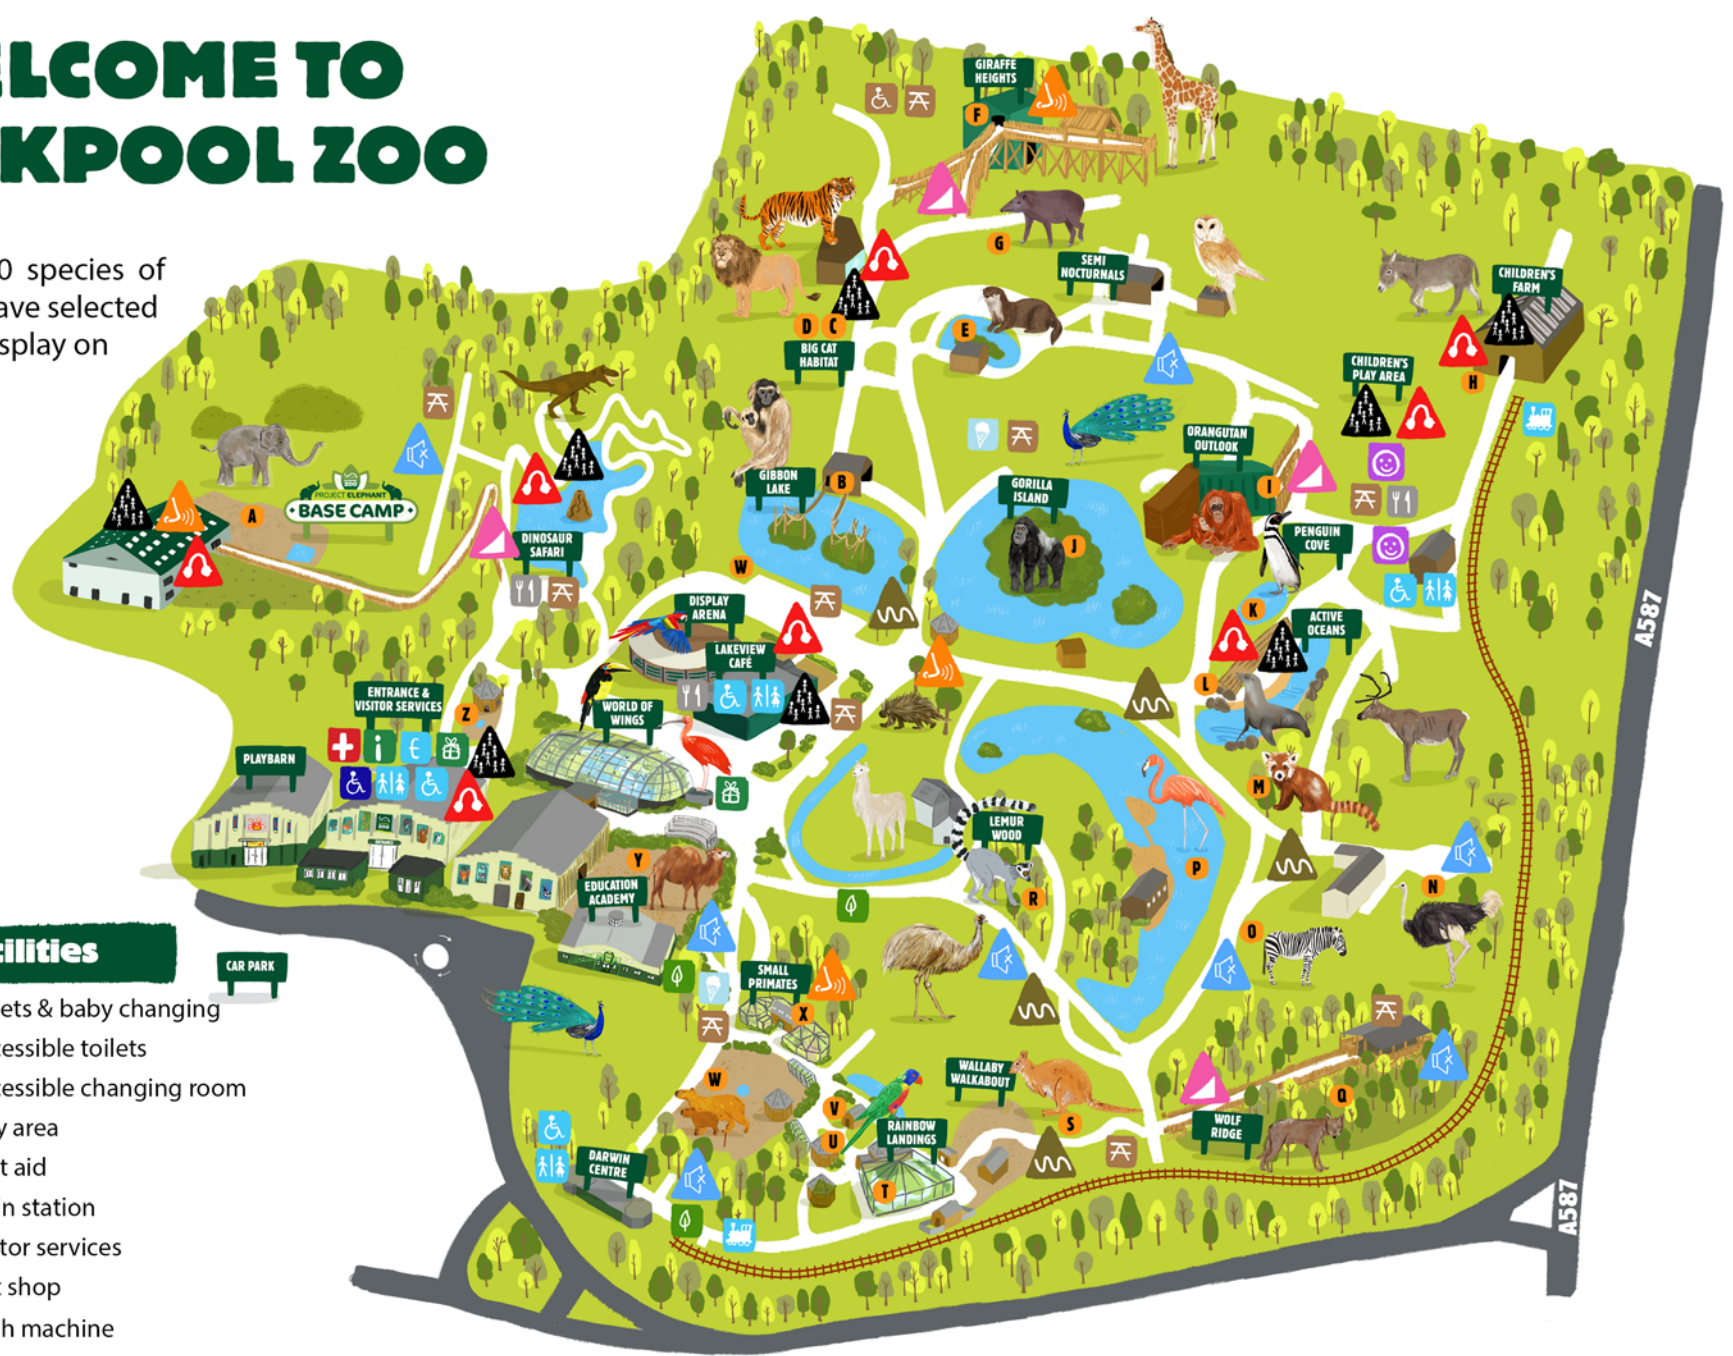 ELCOME TO
KPOOL ZOO
0 species of
ave selected
splay on
GIRAFFE
HEIGHTS
F
G
SEMI
NOCTURNALS
CHILDREN'S
FARM
D C
BIG CAT
HABITAT
E
H
CHILDREN'S
PLAY AREA
ORANGUTAN
OUTLOOK
I
GIBBON
LAKE
B
GORILLA
ISLAND
J
PROJECT ELEPHANT
BASE CAMP
A
DINOSAUR
SAFARI
PENGUIN
COVE
W
K
DISPLAY
ARENA
ACTIVE
OCEANS
A587
LAKEVIEW
CAFÉ
L
ENTRANCE &
VISITOR SERVICES
Z
WORLD OF
WINGS
PLAYBARN
M
LEMUR
WOOD
Y
P
N
EDUCATION
ACADEMY
R
O
cilities
CAR PARK
SMALL
PRIMATES
X
ets & baby changing
cessible toilets
cessible changing room
y area
t aid
in station
tor services
t shop
h machine
W
WALLABY
WALKABOUT
V
Q
S
RAINBOW
LANDINGS
U
WOLF
RIDGE
DARWIN
CENTRE
T
A587